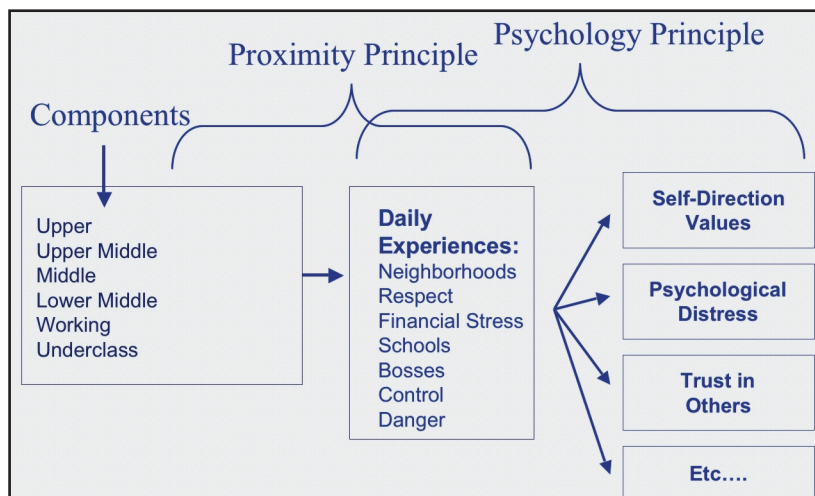 Psychology Principle
Proximity Principle
Components
Upper
Upper Middle
Middle
Lower Middle
Working
Underclass
Daily
Experiences:
Neighborhoods
Respect
Financial Stress
Schools
Bosses
Control
Danger
Self-Direction
Values
Psychological
Distress
Trust in
Others
Etc....